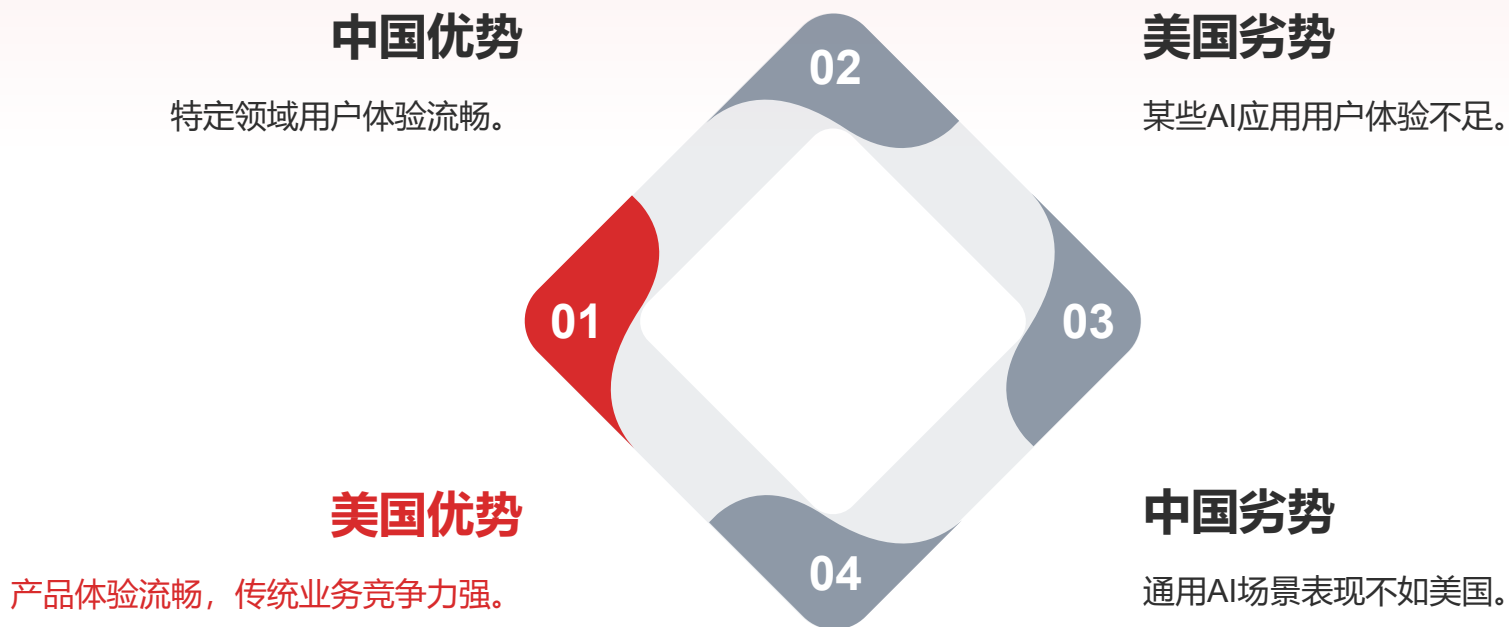 中国优势
特定领域用户体验流畅。
02
美国劣势
某些AI应用用户体验不足。
01
03
美国优势
产品体验流畅，传统业务竞争力强。
04
中国劣势
通用AI场景表现不如美国。